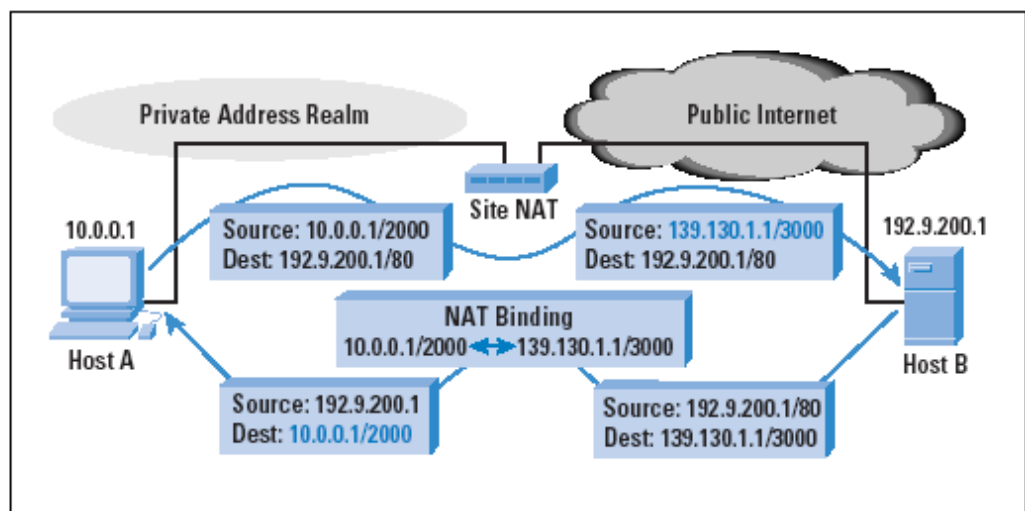 Private Address Realm
Public Internet
Site NAT
10.0.0.1
Source: 10.0.0.1/2000
Dest: 192.9.200.1/80
Source: 139.130.1.1/3000
Dest: 192.9.200.1/80
192.9.200.1
Host A
NAT Binding
10.0.0.1/2000 139.130.1.1/3000
Host B
Source: 192.9.200.1
Dest: 10.0.0.1/2000
Source: 192.9.200.1/80
Dest: 139.130.1.1/3000